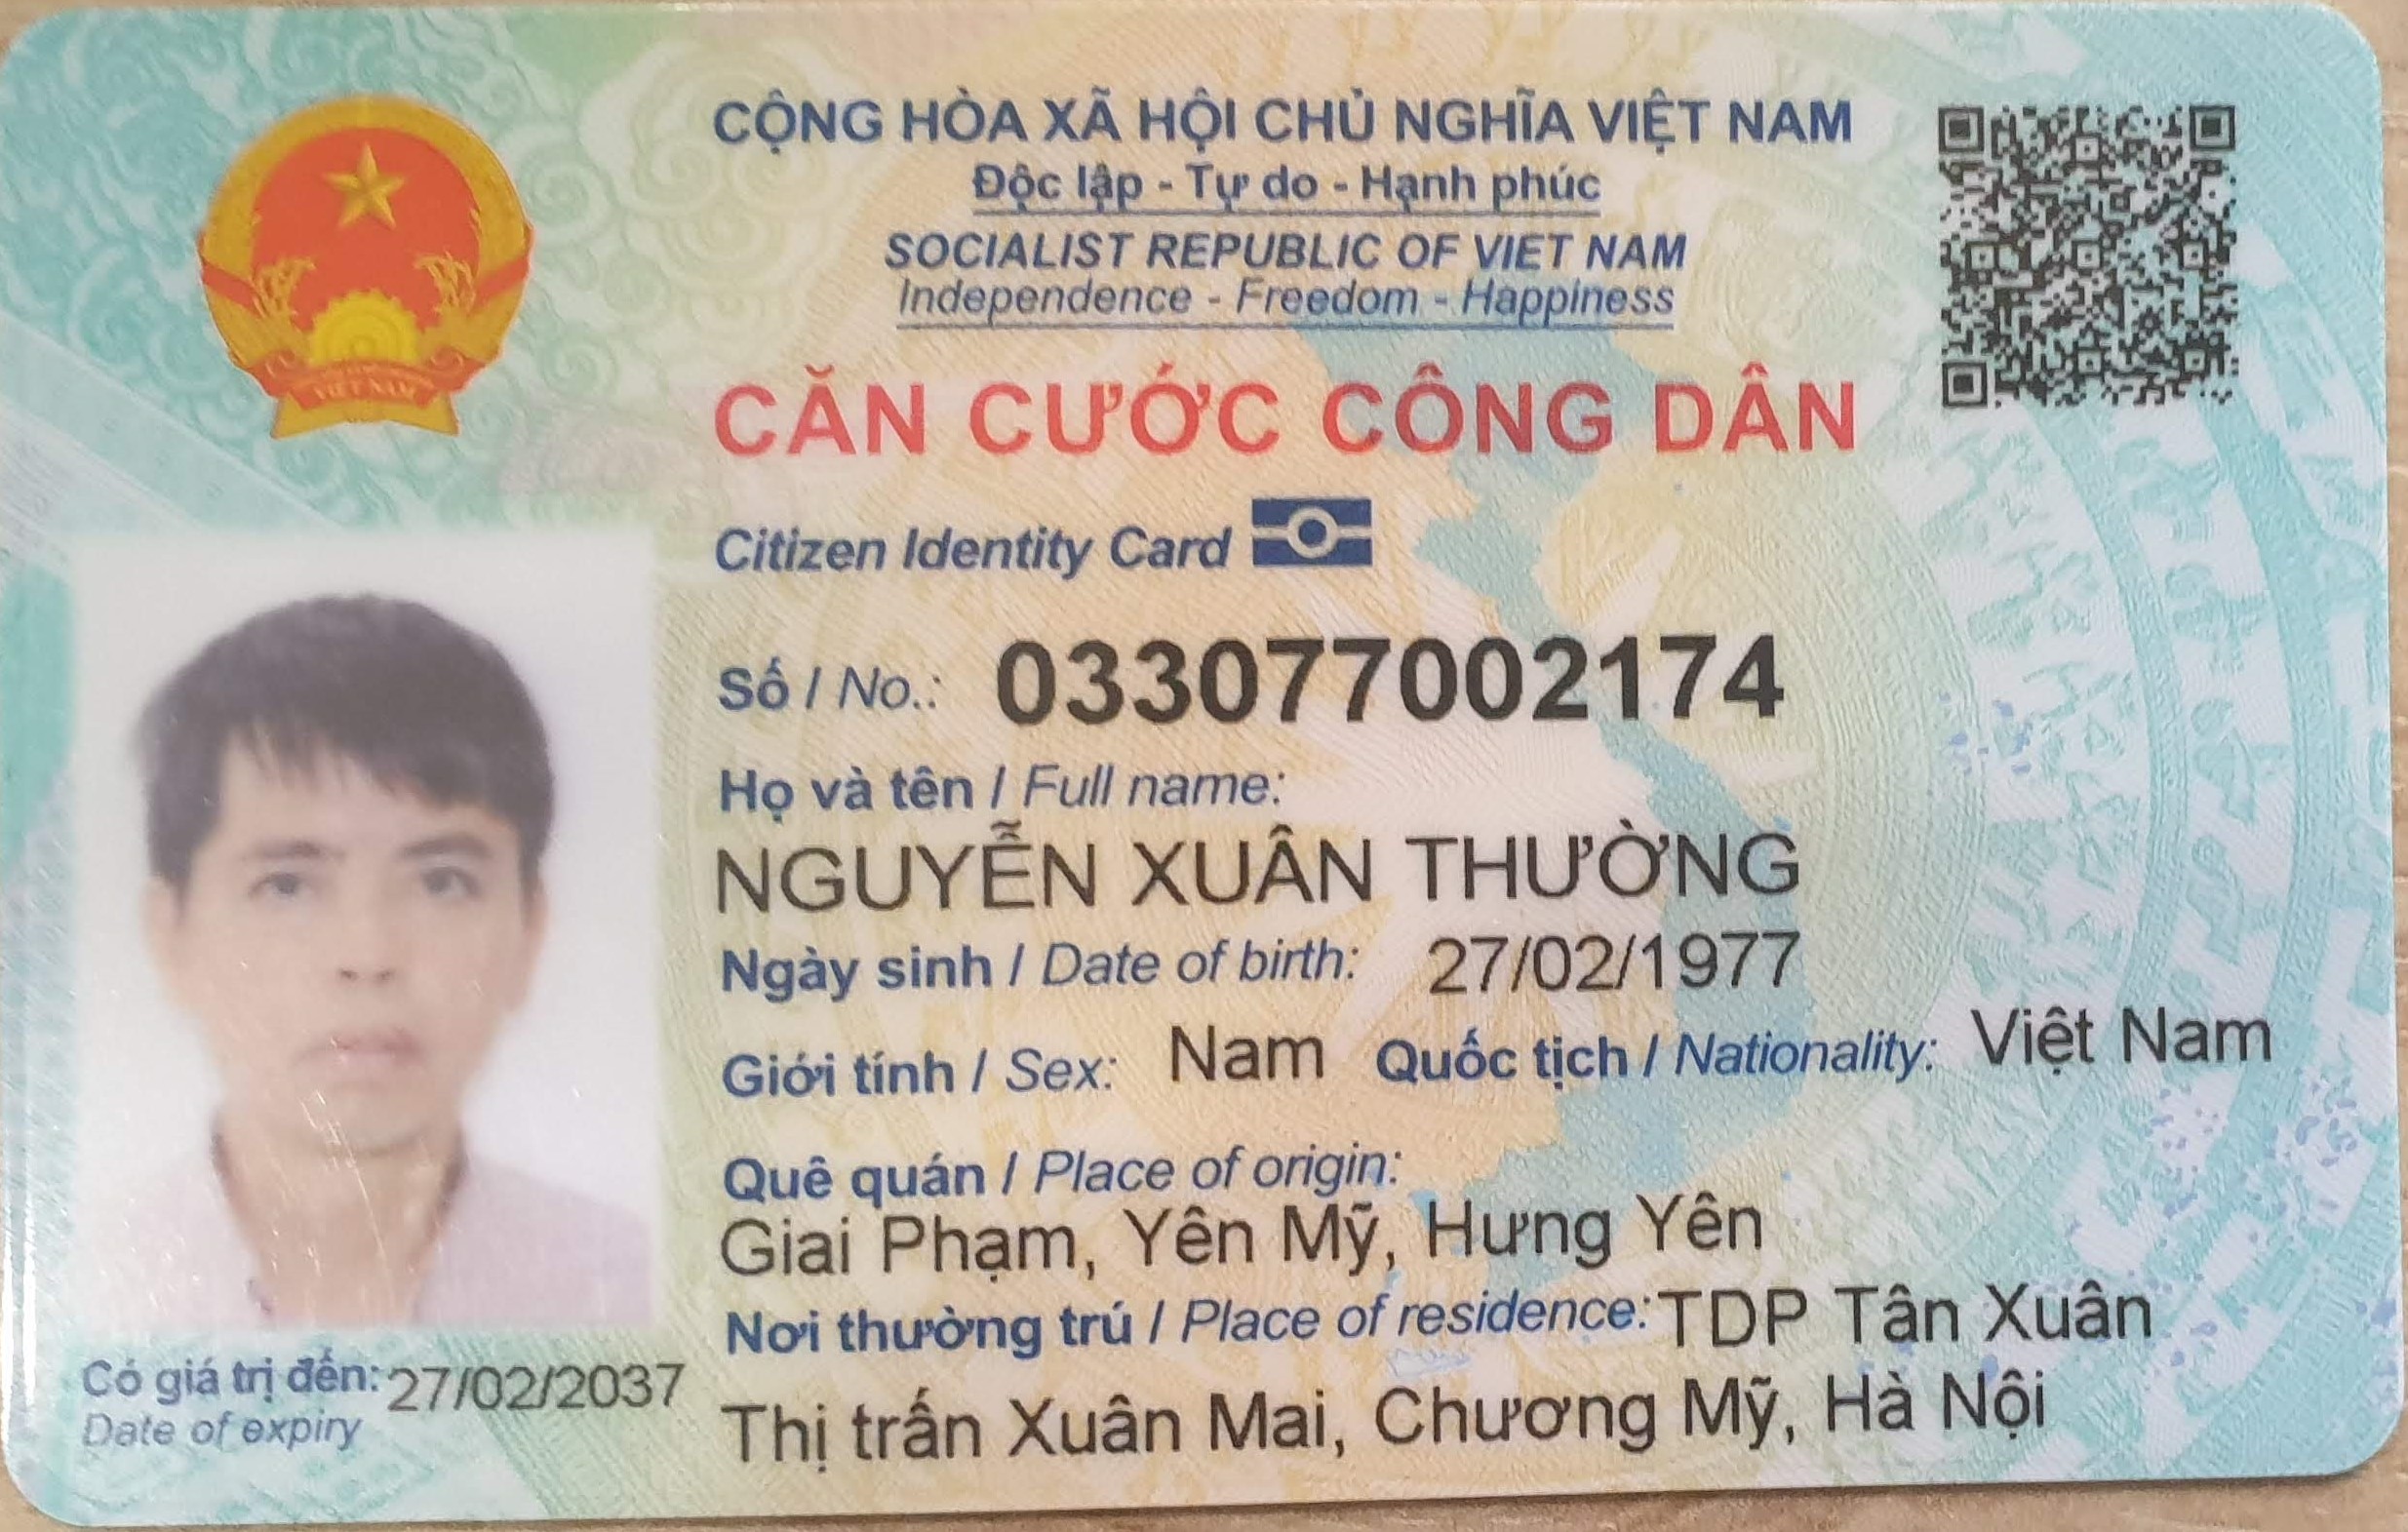 CỘNG HÒA XÃ HỘI CHỦ NGHĨA VIỆT NAM
Độc lập - Tự do - Hạnh phúc
SOCIALIST REPUBLIC OF VIET NAM
Independence - Freedom - Happiness
CĂN CƯỚC CÔNG DÂN
Citizen Identity Card
Số / No.: 033077002174
Họ và tên / Full name:
NGUYỄN XUÂN THƯỜNG
Ngày sinh / Date of birth: 27/02/1977
Giới tính / Sex: Nam Quốc tịch / Nationality: Việt Nam
Quê quán / Place of origin:
Giai Phạm, Yên Mỹ, Hưng Yên
Nơi thường trú / Place of residence: TDP Tân Xuân
Thị trấn Xuân Mai, Chương Mỹ, Hà Nội
Có giá trị đến: 27/02/2037
Date of expiry
VIỆT NAM